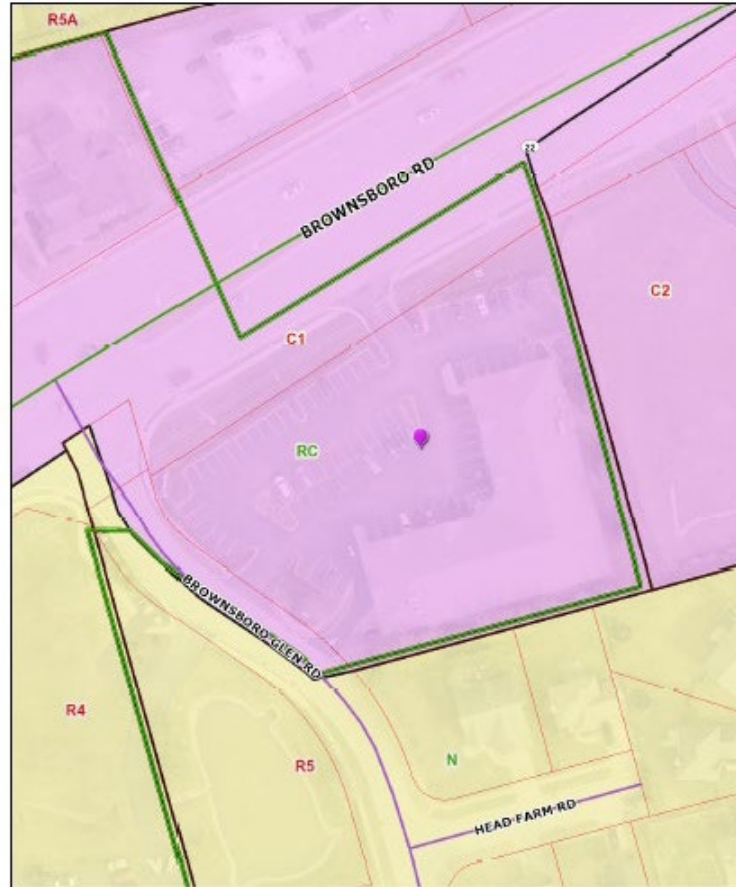 R5A
22
BROWNSBORO RD
C2
C1
RC
BROWNSBORO GLEN RD
R4
R5
N
HEAD FARM RD